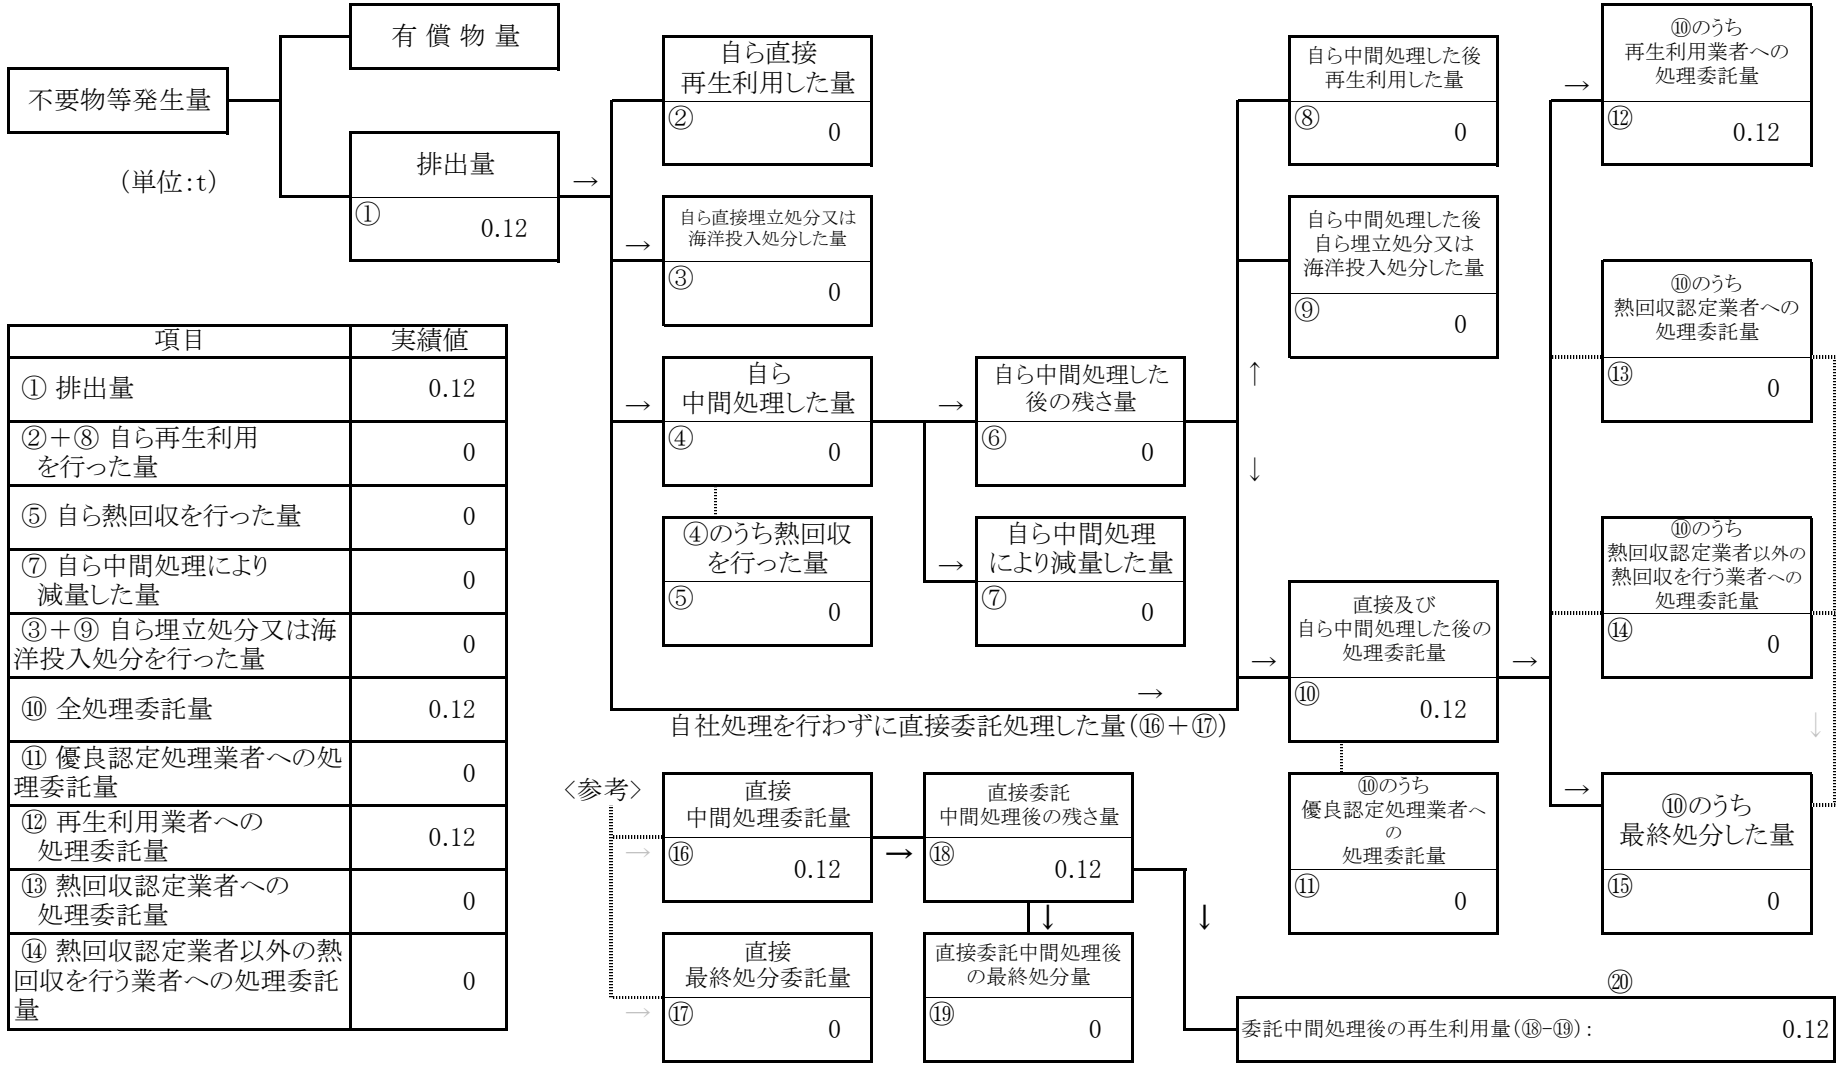 有 償 物 量
不要物等発生量
(単位:t)
排出量
①
0.12
→
自ら直接
再生利用した量
②
0
→
自ら直接埋立処分又は
海洋投入処分した量
③
0
→
自ら
中間処理した量
④
0
④のうち熱回収
を行った量
⑤
0
→
自ら中間処理した
後の残さ量
⑥
0
→
自ら中間処理
により減量した量
⑦
0
自ら中間処理した後
再生利用した量
⑧
0
自ら中間処理した後
自ら埋立処分又は
海洋投入処分した量
⑨
0
↑
↓
→
直接及び
自ら中間処理した後の
処理委託量
⑩
0.12
→
⑩のうち
優良認定処理業者へ
の
処理委託量
⑪
0
→
⑩のうち
再生利用業者への
処理委託量
⑫
0.12
⑩のうち
熱回収認定業者への
処理委託量
⑬
0
⑩のうち
熱回収認定業者以外の
熱回収を行う業者への
処理委託量
⑭
0
↓
→
⑩のうち
最終処分した量
⑮
0
→
自社処理を行わずに直接委託処理した量(⑯＋⑰)
<参考>
→
直接
中間処理委託量
⑯
0.12
→
直接委託
中間処理後の残さ量
⑱
0.12
↓
↓
→
直接
最終処分委託量
⑰
0
直接委託中間処理後
の最終処分量
⑲
0
⑳
委託中間処理後の再生利用量(⑱-⑲):　0.12
項目　実績値
① 排出量　0.12
②＋⑧ 自ら再生利用
を行った量　0
⑤ 自ら熱回収を行った量　0
⑦ 自ら中間処理により
減量した量　0
③＋⑨ 自ら埋立処分又は海
洋投入処分を行った量　0
⑩ 全処理委託量　0.12
⑪ 優良認定処理業者への処
理委託量　0
⑫ 再生利用業者への
処理委託量　0.12
⑬ 熱回収認定業者への
処理委託量　0
⑭ 熱回収認定業者以外の熱
回収を行う業者への処理委託
量　0